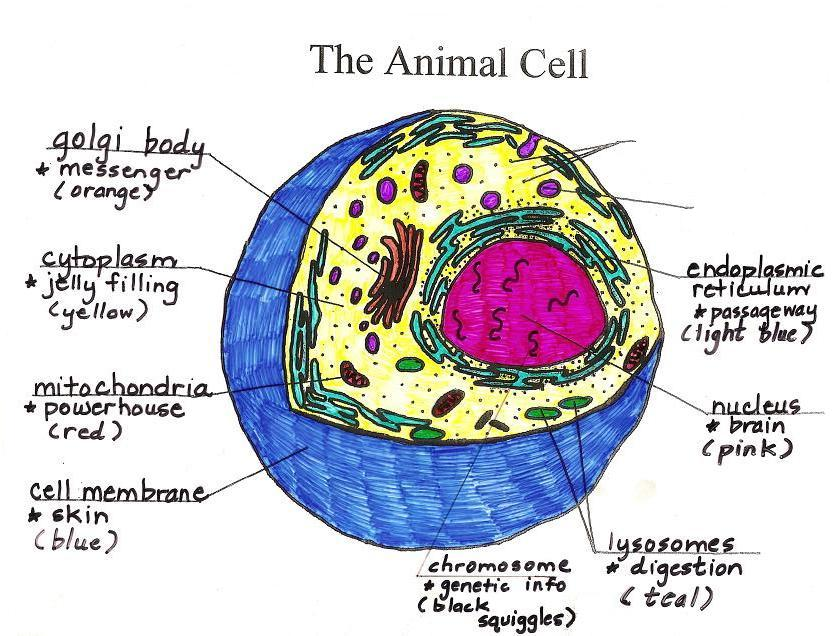 The Animal Cell
golgi body
* messenger
(orange)
cytoplasm
* jelly filling
(yellow)
mitochondria
* powerhouse
(red)
cell membrane
* skin
(blue)
endoplasmic
reticulum
* passageway
(light blue)
nucleus
* brain
(pink)
lysosomes
* digestion
(teal)
chromosome
* genetic info
(black
squiggles)